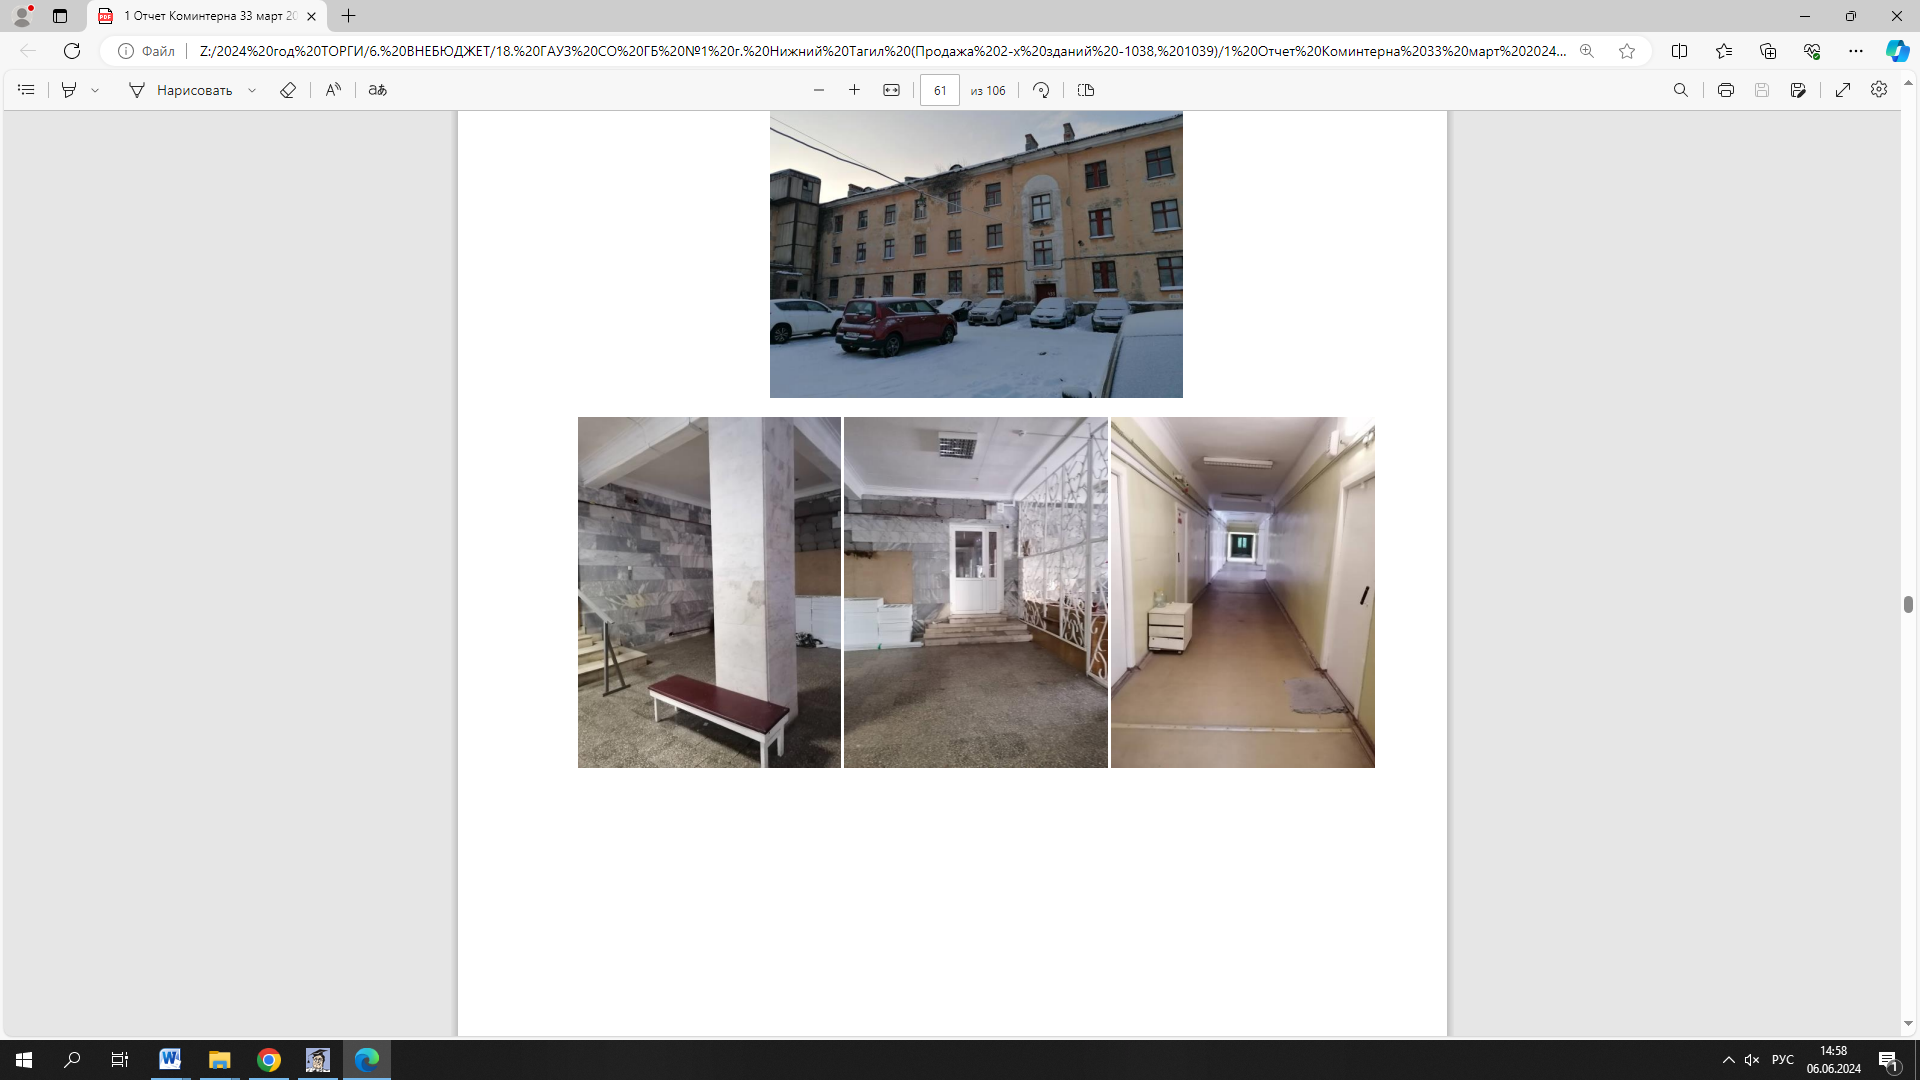 1 Отчет Коминтерна 33 март 20
Файл
Z:/2024%20год%20ТОРГИ/6.%20ВНЕБЮДЖЕТ/18.%20ГАУЗ%20СО%20ГБ%20№1%20г.%20Нижний%20Тагил%20(Продажа%202-х%20зданий%20-1038,%201039)/1%20Отчет%20Коминтерна%2033%20март%202024...
Нарисовать
61
из 106
РУС
14:58
06.06.2024
1